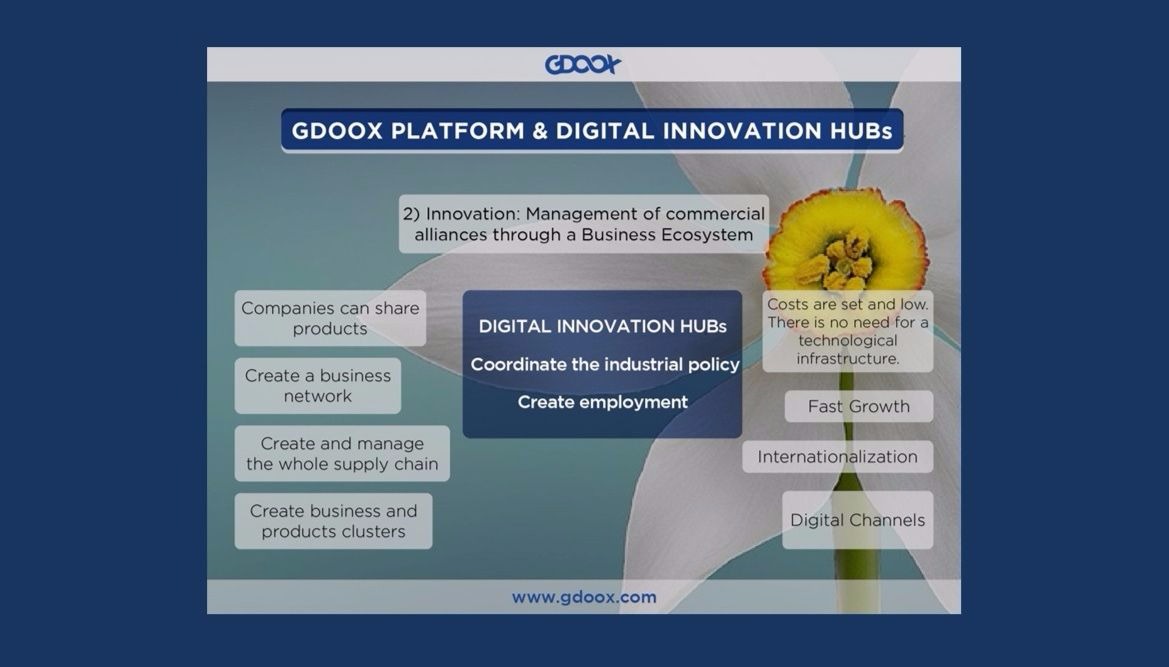 GDOOX
GDOOX PLATFORM & DIGITAL INNOVATION HUBs
2) Innovation: Management of commercial
alliances through a Business Ecosystem
Companies can share
products
Create a business
network
Create and manage
the whole supply chain
Create business and
products clusters
DIGITAL INNOVATION HUBs
Coordinate the industrial policy
Create employment
Costs are set and low.
There is no need for a
technological
infrastructure.
Fast Growth
Internationalization
Digital Channels
www.gdoox.com